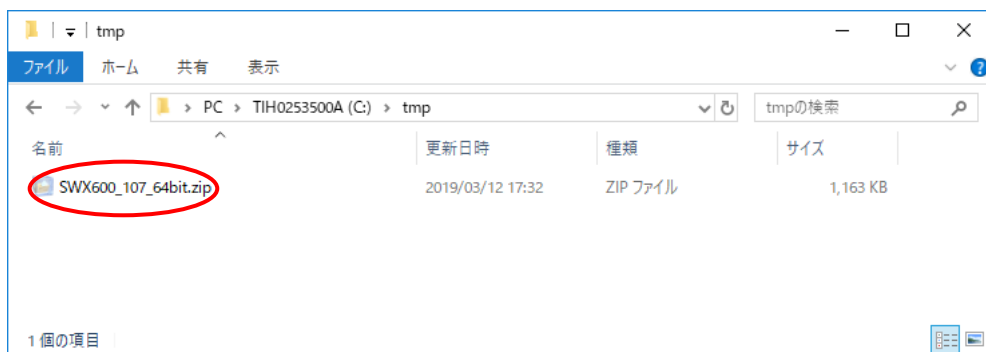 tmp
ファイル ホーム 共有 表示
PC > TIH0253500A (C:) > tmp tmpの検索
名前 更新日時 種類 サイズ
SWX600_107_64bit.zip 2019/03/12 17:32 ZIP ファイル 1,163 KB
1 個の項目